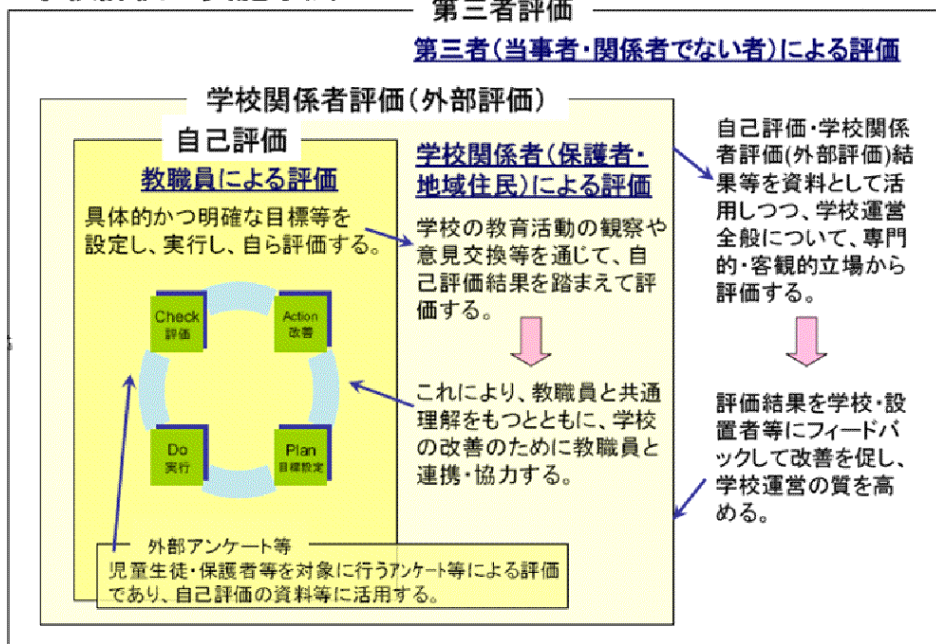 第三者評価
第三者(当事者・関係者でない者)による評価
学校関係者評価(外部評価)
自己評価
教職員による評価
具体的かつ明確な目標等を
設定し、実行し、自ら評価する。
Check
評価
Action
改善
Do
実行
Plan
目標設定
外部アンケート等
児童生徒・保護者等を対象に行うアンケート等による評価
であり、自己評価の資料等に活用する。
学校関係者(保護者・
地域住民)による評価
学校の教育活動の観察や
意見交換等を通じて、自
己評価結果を踏まえて評
価する。
これにより、教職員と共通
理解をもつとともに、学校
の改善のために教職員と
連携・協力する。
自己評価・学校関係
者評価(外部評価)結
果等を資料として活
用しつつ、学校運営
全般について、専門
的・客観的立場から
評価する。
評価結果を学校・設
置者等にフィードバ
ックして改善を促し、
学校運営の質を高
める。